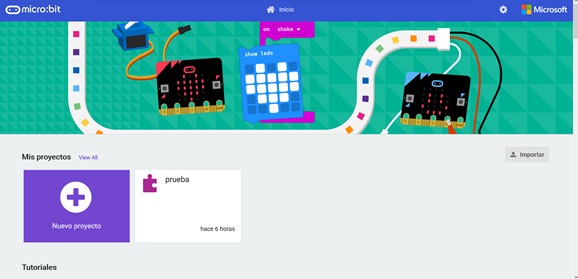 micro:bit
Inicio
Microsoft
on shake
show leds
Mis proyectos
View All
Importar
Nuevo proyecto
prueba
hace 6 horas
Tutoriales